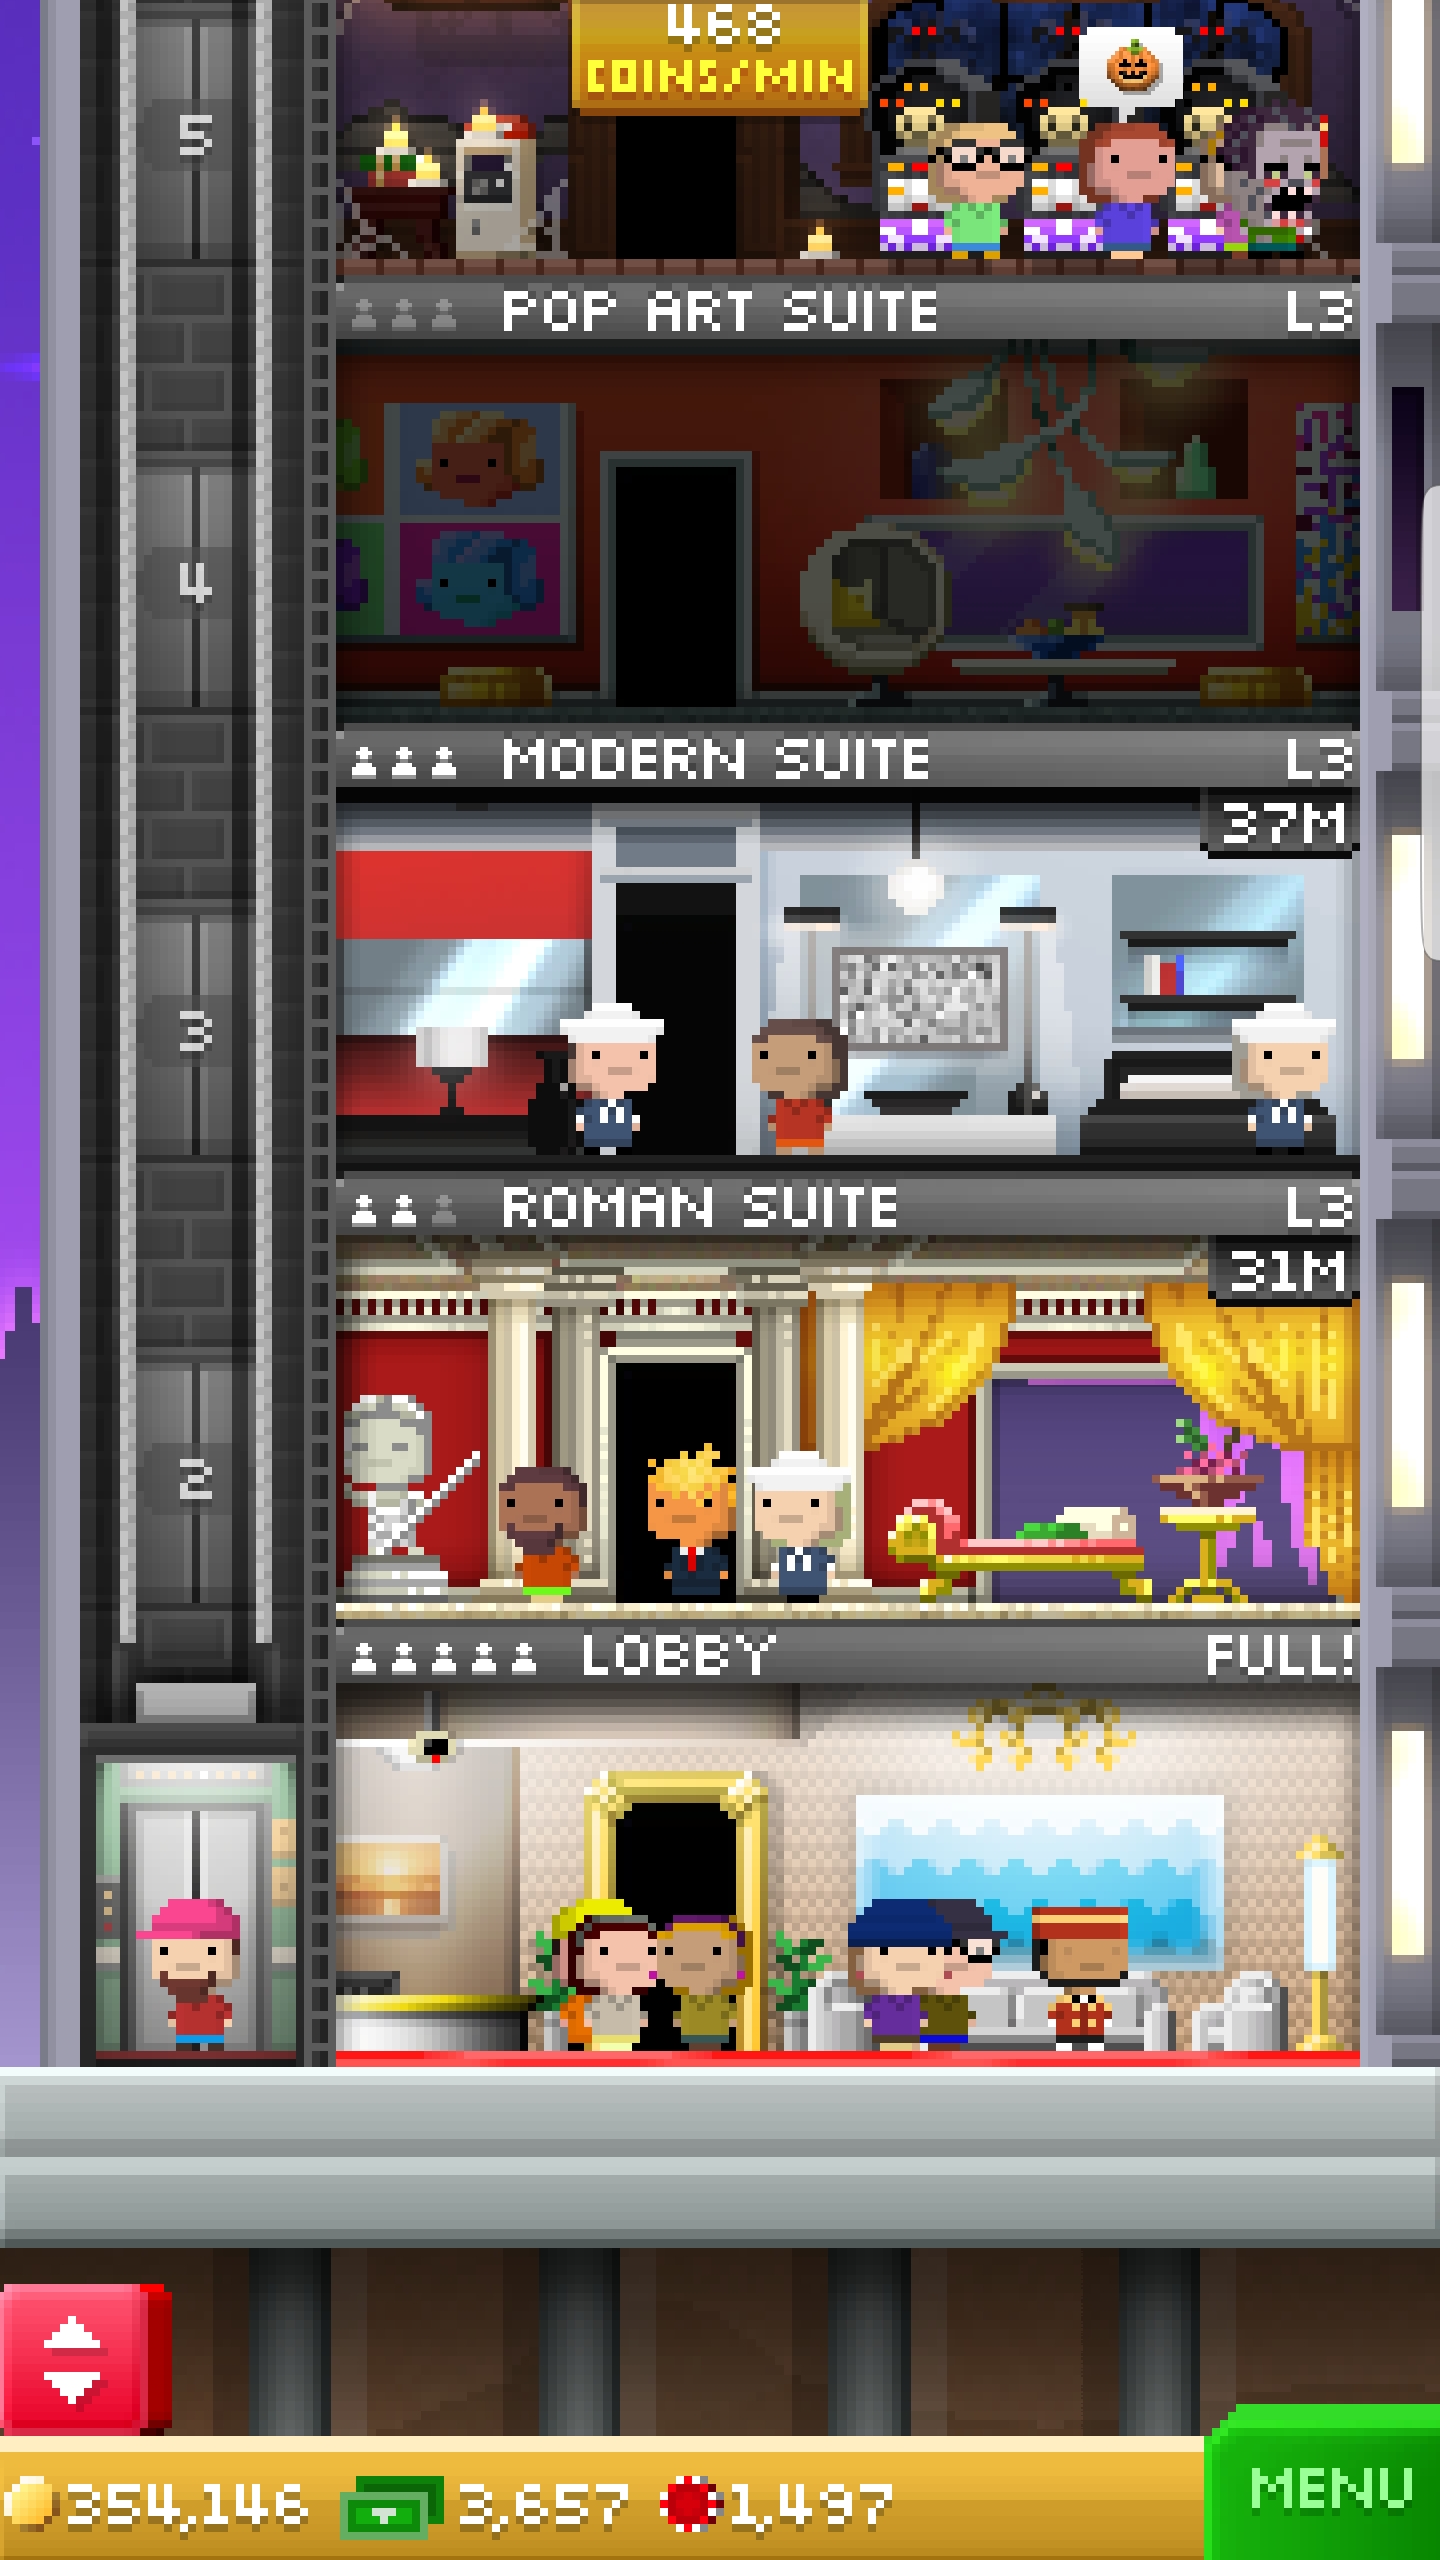 468
COINS/MIN
5
POP ART SUITE L3
4
MODERN SUITE L3
37M
3
ROMAN SUITE L3
31M
2
LOBBY FULL!
354,146 3,657 1,497
MENU